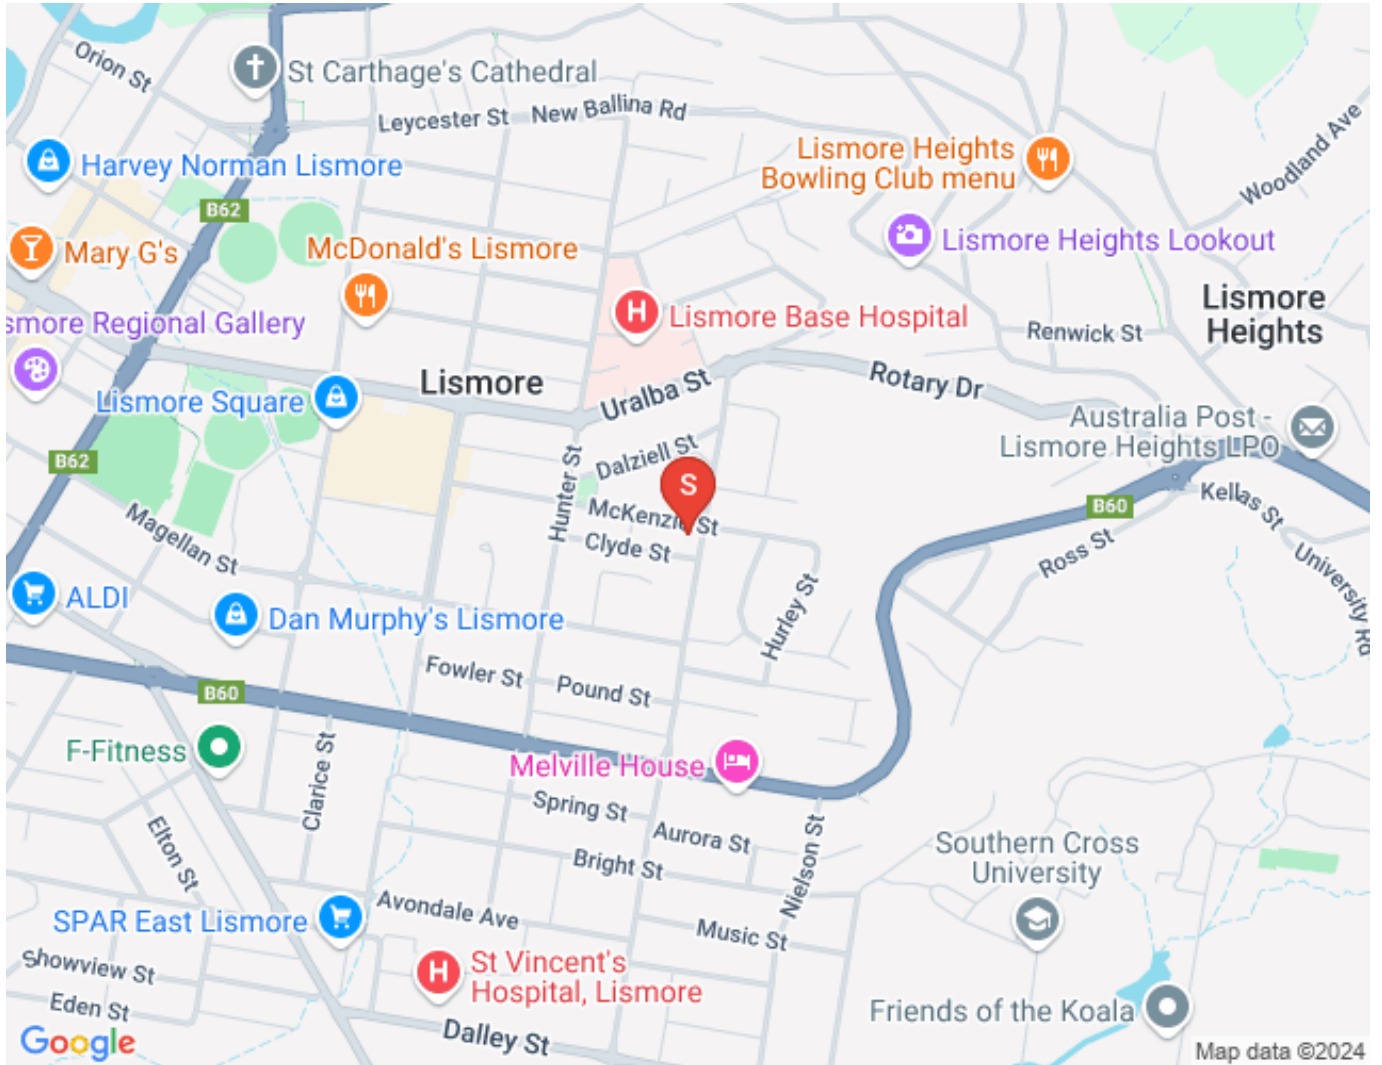 Orion St
St Carthage's Cathedral
Leycester St
New Ballina Rd
Woodland Ave
Harvey Norman Lismore
Lismore Heights
Bowling Club menu
B62
Mary G's
McDonald's Lismore
Lismore Heights Lookout
smore Regional Gallery
Lismore Base Hospital
Lismore
Heights
Renwick St
Lismore
Uralba St
Rotary Dr
Lismore Square
Australia Post -
Lismore Heights LPO
B62
Dalziell St
Hunter St
S
McKenzie St
Clyde St
B60
Kellas St
Magellan St
Ross St
University Rd
ALDI
Dan Murphy's Lismore
Hurley St
Fowler St
Pound St
B60
F-Fitness
Clarice St
Melville House
Spring St
Aurora St
Nielson St
Elton St
Bright St
Southern Cross
University
SPAR East Lismore
Avondale Ave
Music St
Showview St
St Vincent's
Hospital, Lismore
Eden St
Friends of the Koala
Dalley St
Google
Map data ©2024